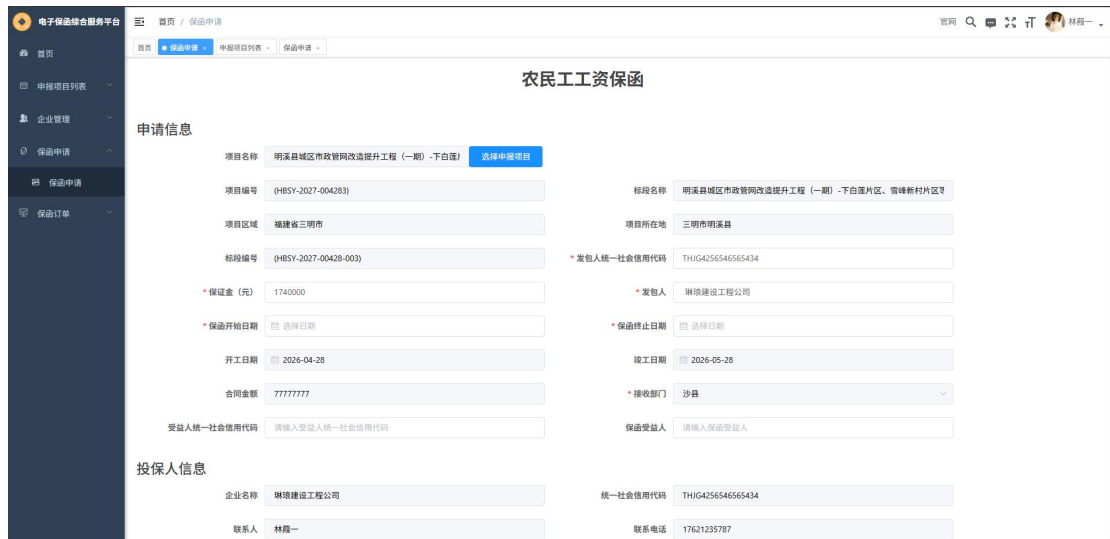 电子保函综合服务平台
首页 / 保函申请
官网
林葭一
首页
保函申请 ×
申报项目列表 ×
保函申请 ×
首页
申报项目列表
企业管理
保函申请
保函申请
保函订单
农民工工资保函
申请信息
项目名称 明溪县城区市政管网改造提升工程（一期）-下白莲片 选择申报项目
项目编号 (HBSY-2027-004283) 标段名称 明溪县城区市政管网改造提升工程（一期）-下白莲片区、雪峰新村片区等
项目区域 福建省三明市 项目所在地 三明市明溪县
标段编号 (HBSY-2027-00428-003) * 发包人统一社会信用代码 THJG4256546565434
* 保证金（元） 1740000 * 发包人 琳琅建设工程公司
* 保函开始日期 选择日期 * 保函终止日期 选择日期
开工日期 2026-04-28 竣工日期 2026-05-28
合同金额 77777777 * 接收部门 沙县
受益人统一社会信用代码 请输入受益人统一社会信用代码 保函受益人 请输入保函受益人
投保人信息
企业名称 琳琅建设工程公司 统一社会信用代码 THJG4256546565434
联系人 林葭一 联系电话 17621235787